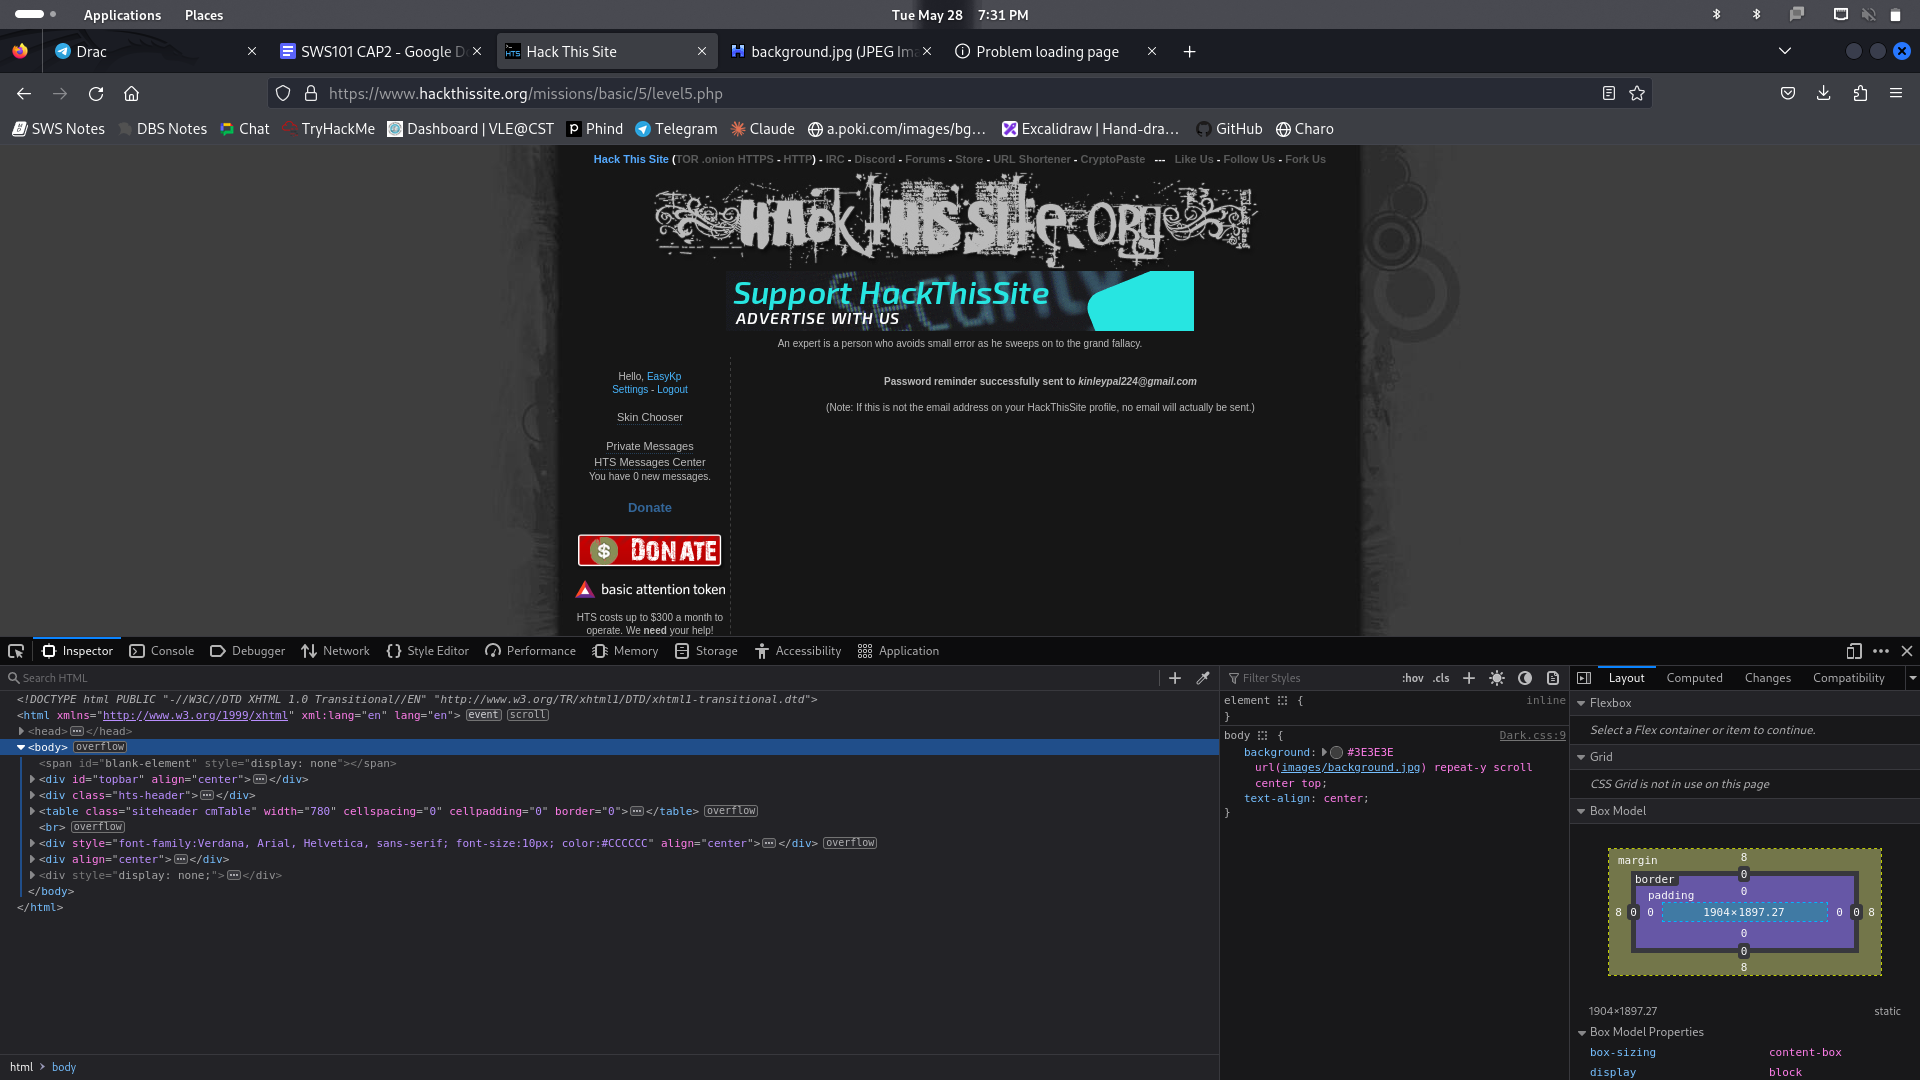 Applications Places Tue May 28 7:31 PM
Drac SWS101 CAP2 - Google D Hack This Site background.jpg (JPEG Ima Problem loading page
https://www.hackthissite.org/missions/basic/5/level5.php
SWS Notes DBS Notes Chat TryHackMe Dashboard | VLE@CST Phind Telegram Claude a.poki.com/images/bg... Excalidraw | Hand-dra... GitHub Charo
Hack This Site (TOR .onion HTTPS - HTTP) - IRC - Discord - Forums - Store - URL Shortener - CryptoPaste --- Like Us - Follow Us - Fork Us
HAck THIS SitE.ORG
Support HackThisSite
ADVERTISE WITH US
An expert is a person who avoids small error as he sweeps on to the grand fallacy.
Hello, EasyKp
Settings - Logout
Skin Chooser
Private Messages
HTS Messages Center
You have 0 new messages.
Donate
$ DONATE
basic attention token
HTS costs up to $300 a month to
operate. We need your help!
Password reminder successfully sent to kinleypal224@gmail.com
(Note: If this is not the email address on your HackThisSite profile, no email will actually be sent.)
Inspector Console Debugger Network Style Editor Performance Memory Storage Accessibility Application
Search HTML
<!DOCTYPE html PUBLIC "-//W3C//DTD XHTML 1.0 Transitional//EN" "http://www.w3.org/TR/xhtml1/DTD/xhtml1-transitional.dtd">
<html xmlns="http://www.w3.org/1999/xhtml" xml:lang="en" lang="en"> event scroll
<head>...</head>
<body> overflow
<span id="blank-element" style="display: none"></span>
<div id="topbar" align="center">...</div>
<div class="hts-header">...</div>
<table class="siteheader cmTable" width="780" cellspacing="0" cellpadding="0" border="0">...</table> overflow
<br> overflow
<div style="font-family:Verdana, Arial, Helvetica, sans-serif; font-size:10px; color:#CCCCCC" align="center">...</div> overflow
<div align="center">...</div>
<div style="display: none;">...</div>
</body>
</html>
html > body
Filter Styles :hov .cls
element { inline
}
body { Dark.css:9
background: #3E3E3E
url(images/background.jpg) repeat-y scroll
center top;
text-align: center;
}
Layout Computed Changes Compatibility
Flexbox
Select a Flex container or item to continue.
Grid
CSS Grid is not in use on this page
Box Model
margin 8
border 0
padding 0
8 0 0 1904×1897.27 0 0 8
0
0
8
1904×1897.27 static
Box Model Properties
box-sizing content-box
display block